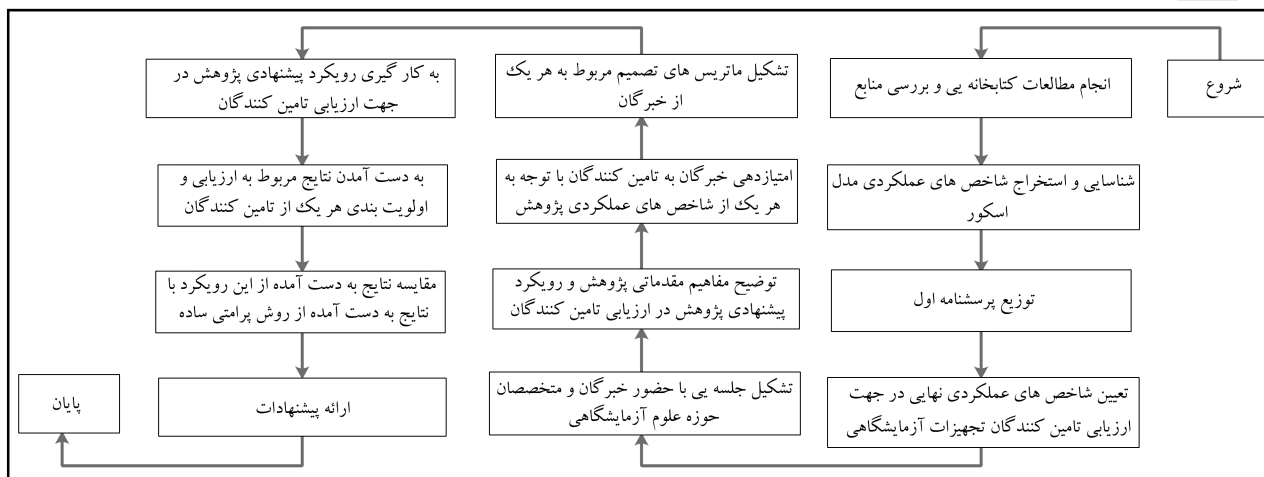 شروع
انجام مطالعات کتابخانه یی و بررسی منابع
شناسایی و استخراج شاخص های عملکردی مدل
اسکور
توزیع پرسشنامه اول
تعیین شاخص های عملکردی نهایی در جهت
ارزیابی تامین کنندگان تجهیزات آزمایشگاهی
تشکیل جلسه یی با حضور خبرگان و متخصصان
حوزه علوم آزمایشگاهی
توضیح مفاهیم مقدماتی پژوهش و رویکرد
پیشنهادی پژوهش در ارزیابی تامین کنندگان
امتیازدهی خبرگان به تامین کنندگان با توجه به
هر یک از شاخص های عملکردی پژوهش
تشکیل ماتریس های تصمیم مربوط به هر یک
از خبرگان
به کار گیری رویکرد پیشنهادی پژوهش در
جهت ارزیابی تامین کنندگان
به دست آمدن نتایج مربوط به ارزیابی و
اولویت بندی هر یک از تامین کنندگان
مقایسه نتایج به دست آمده از این رویکرد با
نتایج به دست آمده از روش پرامتی ساده
ارائه پیشنهادات
پایان